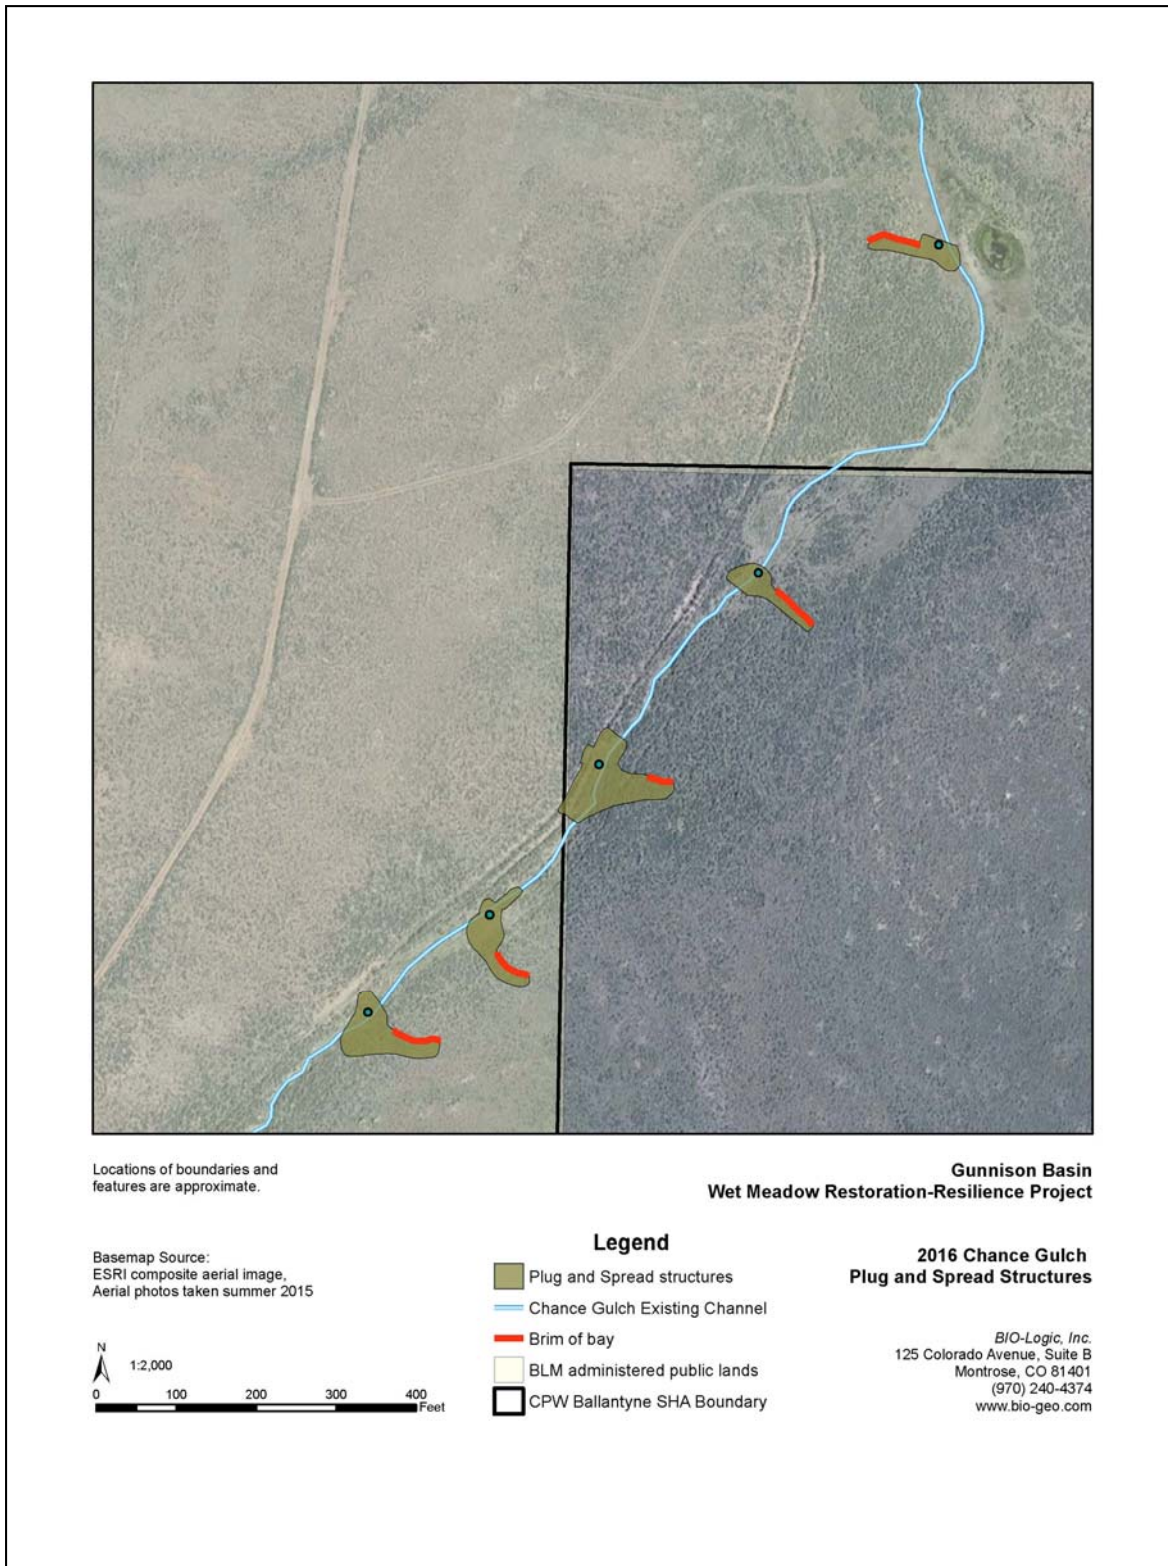 Locations of boundaries and
features are approximate.
Gunnison Basin
Wet Meadow Restoration-Resilience Project
Basemap Source:
ESRI composite aerial image,
Aerial photos taken summer 2015
Legend
Plug and Spread structures
Chance Gulch Existing Channel
Brim of bay
BLM administered public lands
CPW Ballantyne SHA Boundary
2016 Chance Gulch
Plug and Spread Structures
BIO-Logic, Inc.
125 Colorado Avenue, Suite B
Montrose, CO 81401
(970) 240-4374
www.bio-geo.com
N
1:2,000
0 100 200 300 400
Feet